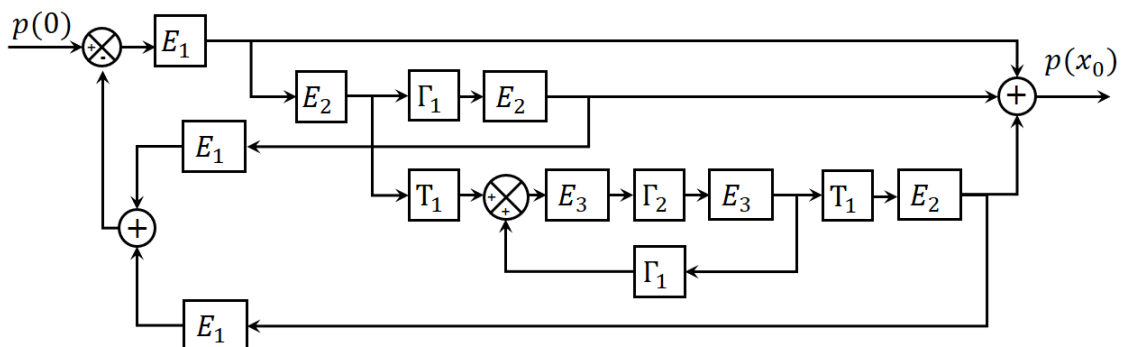 p(0) + - E₁
p(x₀)
E₂ Γ₁ E₂ +
E₁
T₁ + + E₃ Γ₂ E₃ T₁ E₂
+
Γ₁
E₁